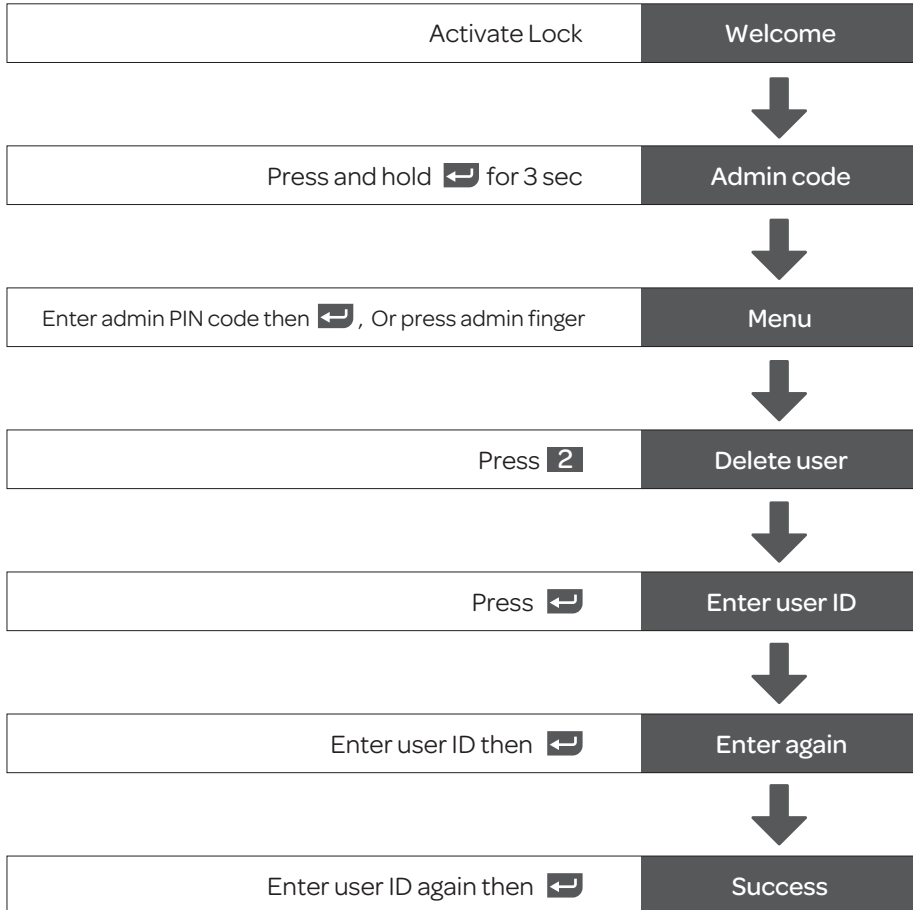 Activate Lock Welcome
Press and hold for 3 sec Admin code
Enter admin PIN code then , Or press admin finger Menu
Press 2 Delete user
Press Enter user ID
Enter user ID then Enter again
Enter user ID again then Success